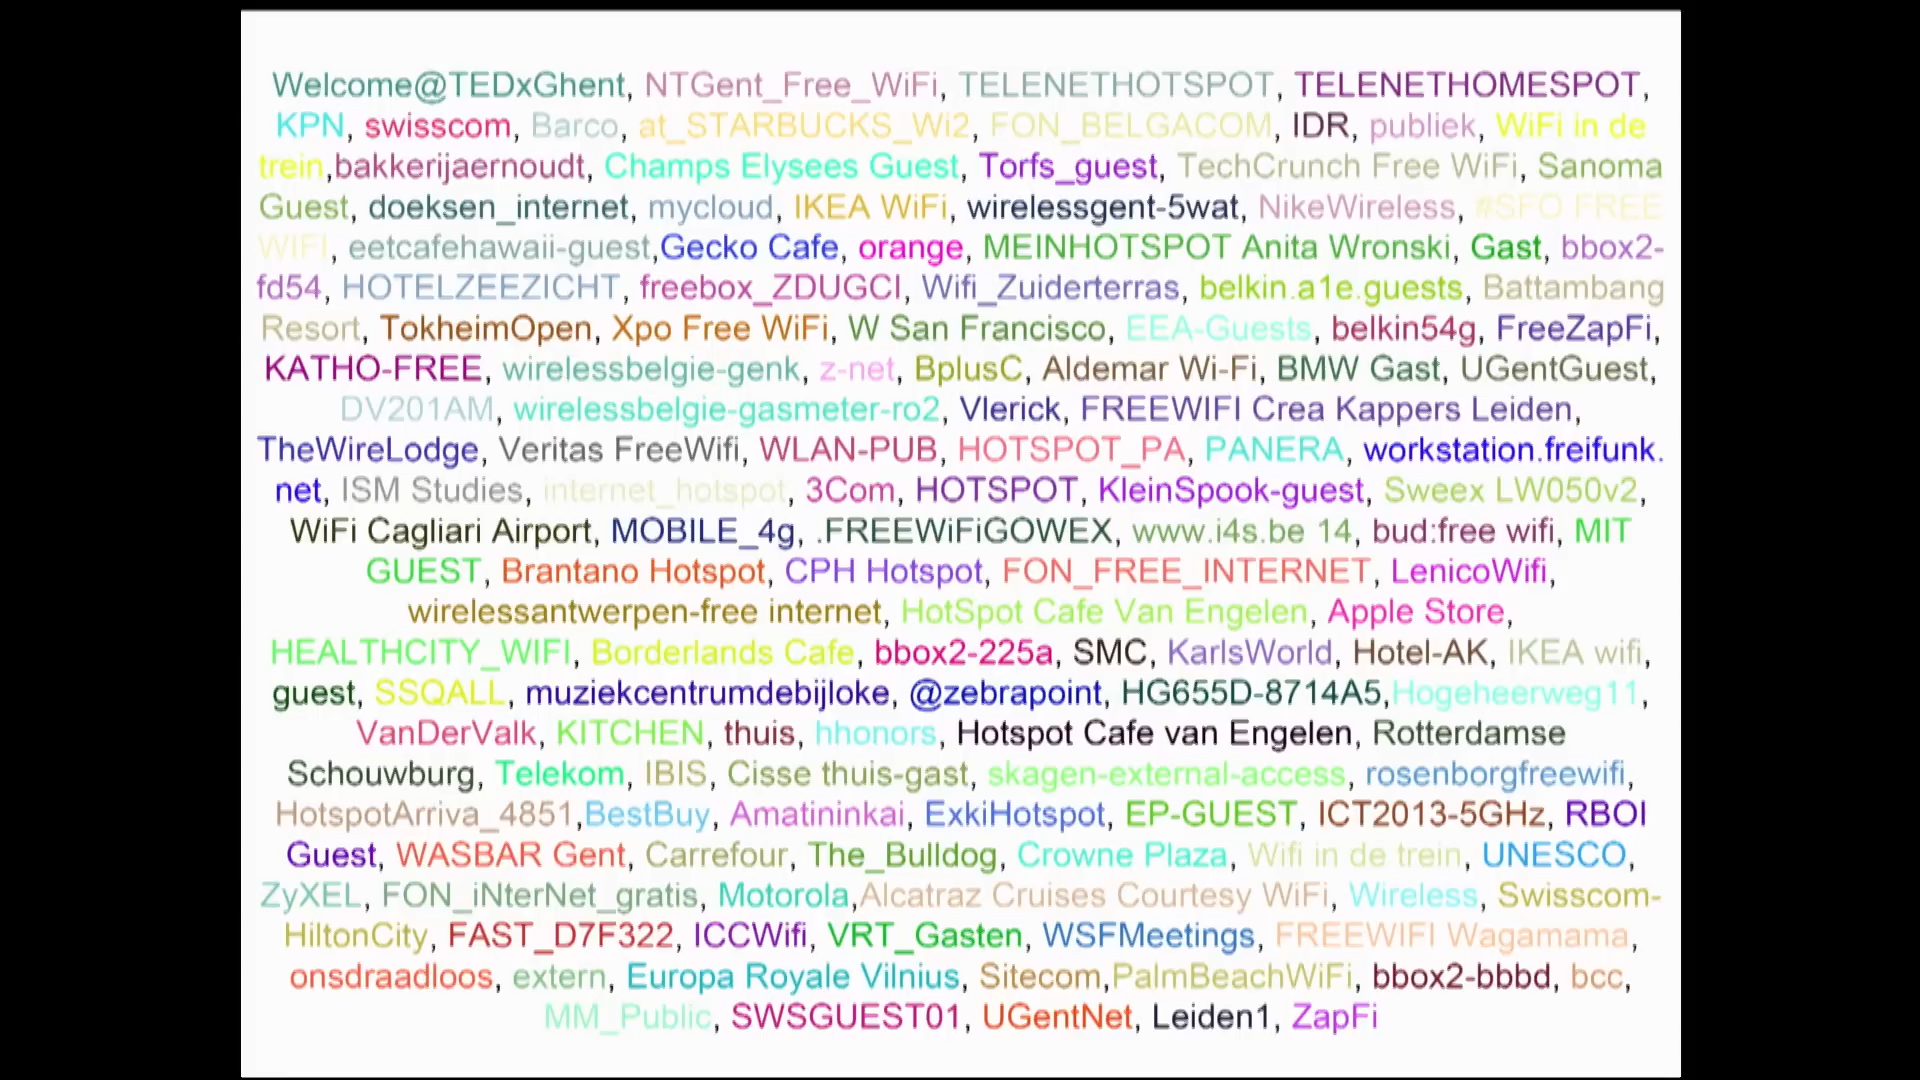 Welcome@TEDxGhent, NTGent_Free_WiFi, TELENETHOTSPOT, TELENETHOMESPOT,
KPN, swisscom, Barco, at_STARBUCKS_Wi2, FON_BELGACOM, IDR, publiek, WiFi in de
trein,bakkerijaernoudt, Champs Elysees Guest, Torfs_guest, TechCrunch Free WiFi, Sanoma
Guest, doeksen_internet, mycloud, IKEA WiFi, wirelessgent-5wat, NikeWireless, #SFO FREE
WIFI, eetcafehawaii-guest,Gecko Cafe, orange, MEINHOTSPOT Anita Wronski, Gast, bbox2-
fd54, HOTELZEEZICHT, freebox_ZDUGCI, Wifi_Zuiderterras, belkin.a1e.guests, Battambang
Resort, TokheimOpen, Xpo Free WiFi, W San Francisco, EEA-Guests, belkin54g, FreeZapFi,
KATHO-FREE, wirelessbelgie-genk, z-net, BplusC, Aldemar Wi-Fi, BMW Gast, UGentGuest,
DV201AM, wirelessbelgie-gasmeter-ro2, Vlerick, FREEWIFI Crea Kappers Leiden,
TheWireLodge, Veritas FreeWifi, WLAN-PUB, HOTSPOT_PA, PANERA, workstation.freifunk.
net, ISM Studies, internet_hotspot, 3Com, HOTSPOT, KleinSpook-guest, Sweex LW050v2,
WiFi Cagliari Airport, MOBILE_4g, .FREEWiFiGOWEX, www.i4s.be 14, bud:free wifi, MIT
GUEST, Brantano Hotspot, CPH Hotspot, FON_FREE_INTERNET, LenicoWifi,
wirelessantwerpen-free internet, HotSpot Cafe Van Engelen, Apple Store,
HEALTHCITY_WIFI, Borderlands Cafe, bbox2-225a, SMC, KarlsWorld, Hotel-AK, IKEA wifi,
guest, SSQALL, muziekcentrumdebijloke, @zebrapoint, HG655D-8714A5,Hogeheerweg11,
VanDerValk, KITCHEN, thuis, hhonors, Hotspot Cafe van Engelen, Rotterdamse
Schouwburg, Telekom, IBIS, Cisse thuis-gast, skagen-external-access, rosenborgfreewifi,
HotspotArriva_4851,BestBuy, Amatininkai, ExkiHotspot, EP-GUEST, ICT2013-5GHz, RBOI
Guest, WASBAR Gent, Carrefour, The_Bulldog, Crowne Plaza, Wifi in de trein, UNESCO,
ZyXEL, FON_iNterNet_gratis, Motorola,Alcatraz Cruises Courtesy WiFi, Wireless, Swisscom-
HiltonCity, FAST_D7F322, ICCWifi, VRT_Gasten, WSFMeetings, FREEWIFI Wagamama,
onsdraadloos, extern, Europa Royale Vilnius, Sitecom,PalmBeachWiFi, bbox2-bbbd, bcc,
MM_Public, SWSGUEST01, UGentNet, Leiden1, ZapFi